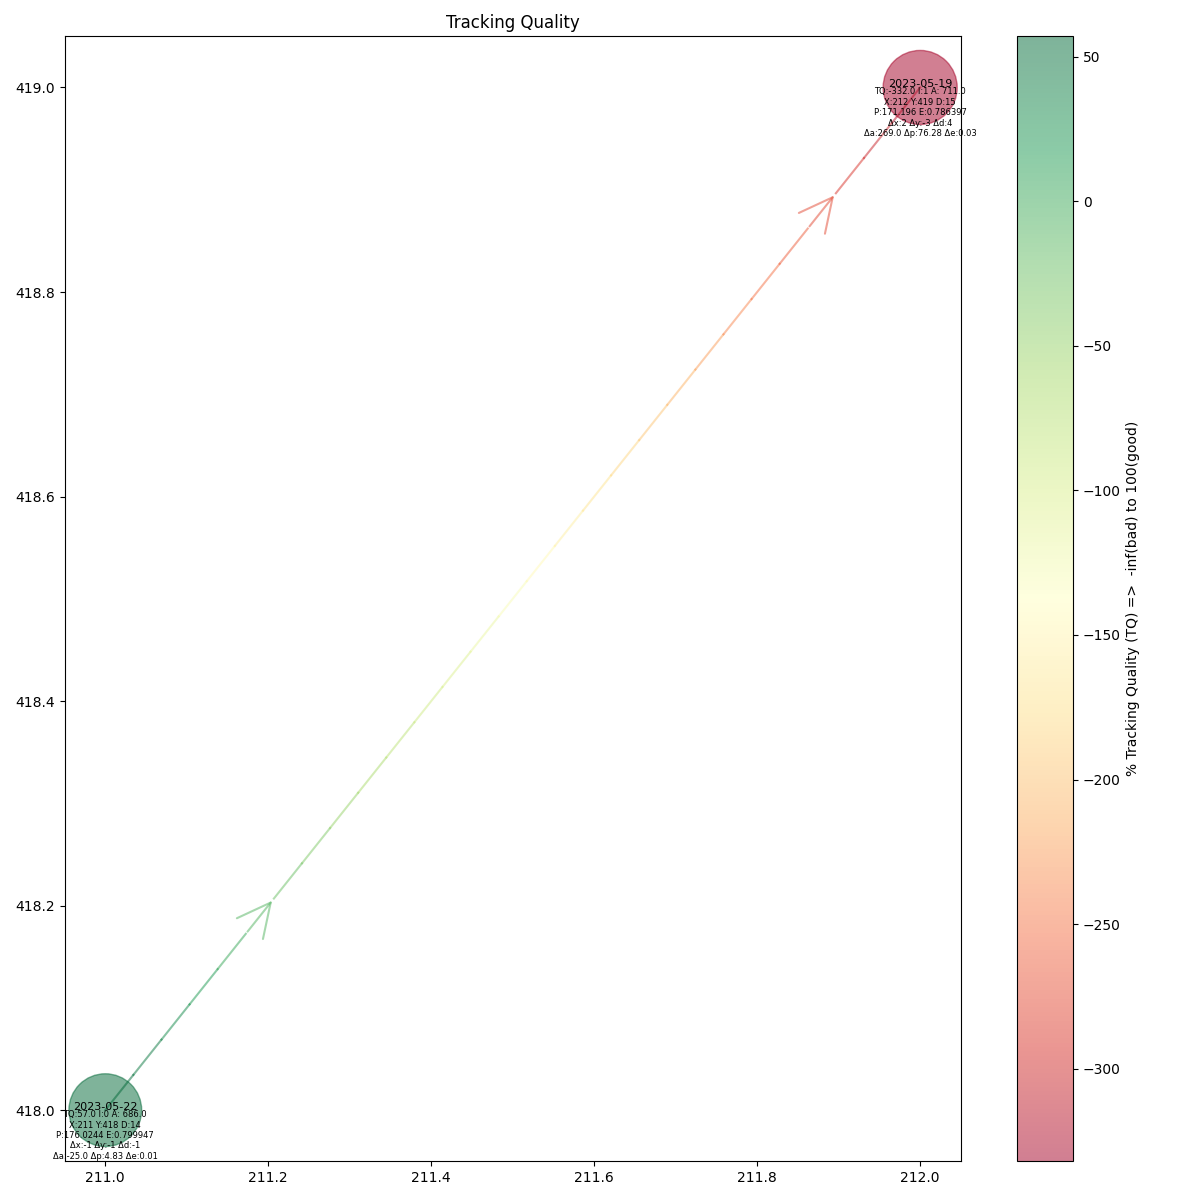 Tracking Quality
419.0
418.8
418.6
418.4
418.2
418.0
211.0
211.2
211.4
211.6
211.8
212.0
2023-05-19
TQ:-332.0 I:1 A: 711.0
X:212 Y:419 D:15
P:171.196 E:0.786397
Δx:2 Δy:-3 Δd:4
Δa:269.0 Δp:76.28 Δe:0.03
2023-05-22
TQ:57.0 I:0 A: 686.0
X:211 Y:418 D:14
P:176.0244 E:0.799947
Δx:-1 Δy:-1 Δd:-1
Δa:-25.0 Δp:4.83 Δe:0.01
50
0
−50
−100
−150
−200
−250
−300
% Tracking Quality (TQ) => -inf(bad) to 100(good)